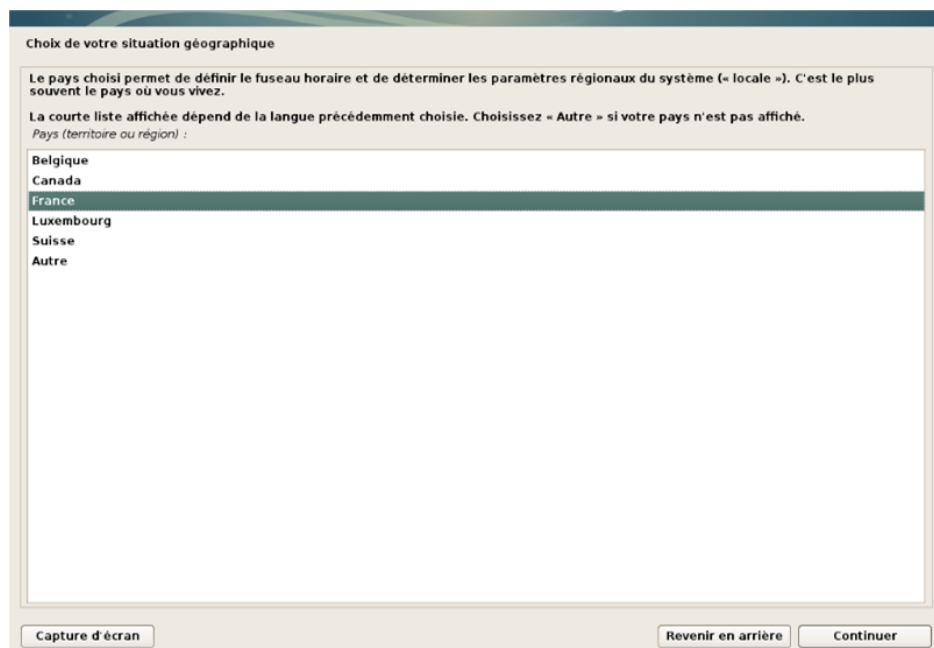 Choix de votre situation géographique
Le pays choisi permet de définir le fuseau horaire et de déterminer les paramètres régionaux du système (« locale »). C'est le plus
souvent le pays où vous vivez.
La courte liste affichée dépend de la langue précédemment choisie. Choisissez « Autre » si votre pays n'est pas affiché.
Pays (territoire ou région) :
Belgique
Canada
France
Luxembourg
Suisse
Autre
Capture d'écran
Revenir en arrière
Continuer